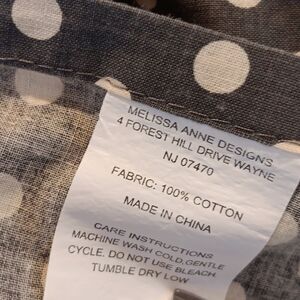 MELISSA ANNE DESIGNS
4 FOREST HILL DRIVE WAYNE
NJ 07470
FABRIC: 100% COTTON
MADE IN CHINA
CARE INSTRUCTIONS
MACHINE WASH COLD, GENTLE
CYCLE. DO NOT USE BLEACH.
TUMBLE DRY LOW